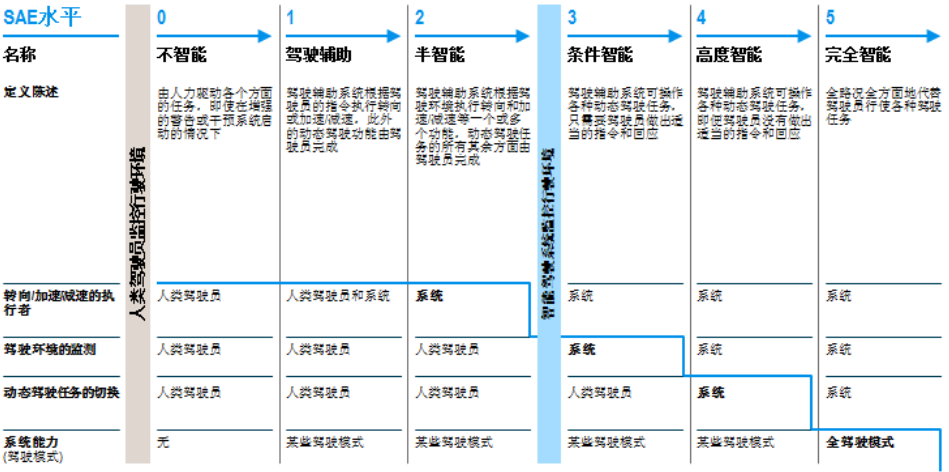 SAE水平
0
1
2
3
4
5
名称
不智能
驾驶辅助
半智能
条件智能
高度智能
完全智能
定义陈述
由人力驱动各个方面
的任务，即使在增强
的警告或干预系统启
动的情况下
驾驶辅助系统根据驾
驶员的指令执行转向
或加速/减速，此外
的动态驾驶功能由驾
驶员完成
驾驶辅助系统根据驾
驶环境执行转向和加
速/减速等一个或多
个功能，动态驾驶任
务的所有其余方面由
驾驶员完成
驾驶辅助系统可操作
各种动态驾驶任务，
只需要驾驶员做出适
当的指令和回应
驾驶辅助系统可操作
各种动态驾驶任务，
即便驾驶员没有做出
适当的指令和回应
全路况全方面地代替
驾驶员行使各种驾驶
任务
人类驾驶员监控行驶环境
智能驾驶系统监控行驶环境
转向/加速/减速的执
行者
人类驾驶员
人类驾驶员和系统
系统
系统
系统
系统
驾驶环境的监测
人类驾驶员
人类驾驶员
人类驾驶员
系统
系统
系统
动态驾驶任务的切换
人类驾驶员
人类驾驶员
人类驾驶员
人类驾驶员
系统
系统
系统能力
(驾驶模式)
无
某些驾驶模式
某些驾驶模式
某些驾驶模式
某些驾驶模式
全驾驶模式